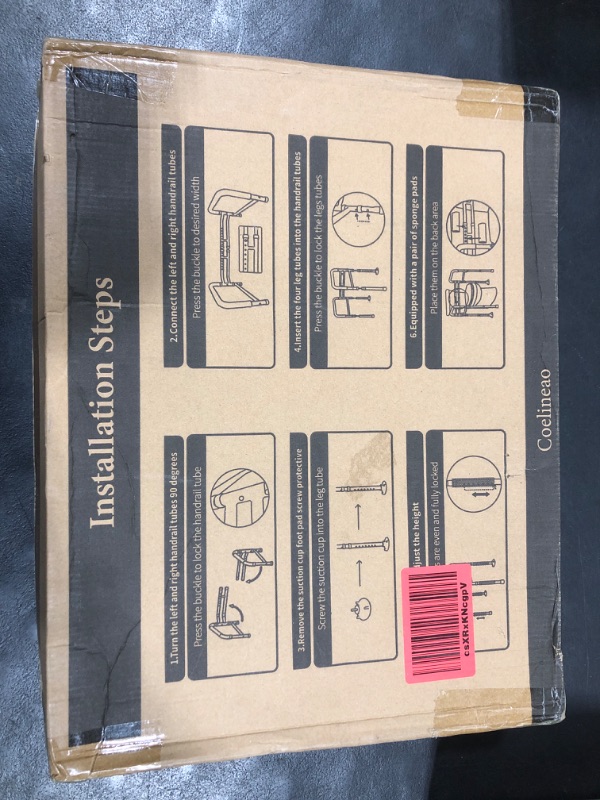 Installation Steps
1.Turn the left and right handrail tubes 90 degrees
Press the buckle to lock the handrail tube
2.Connect the left and right handrail tubes
Press the buckle to desired width
3.Remove the suction cup foot pad screw protective
Screw the suction cup into the leg tube
4.Insert the four leg tubes into the handrail tubes
Press the buckle to lock the legs tubes
just the height
are even and fully locked
csXRxKNcgpV
6.Equipped with a pair of sponge pads
Place them on the back area
Coelineao